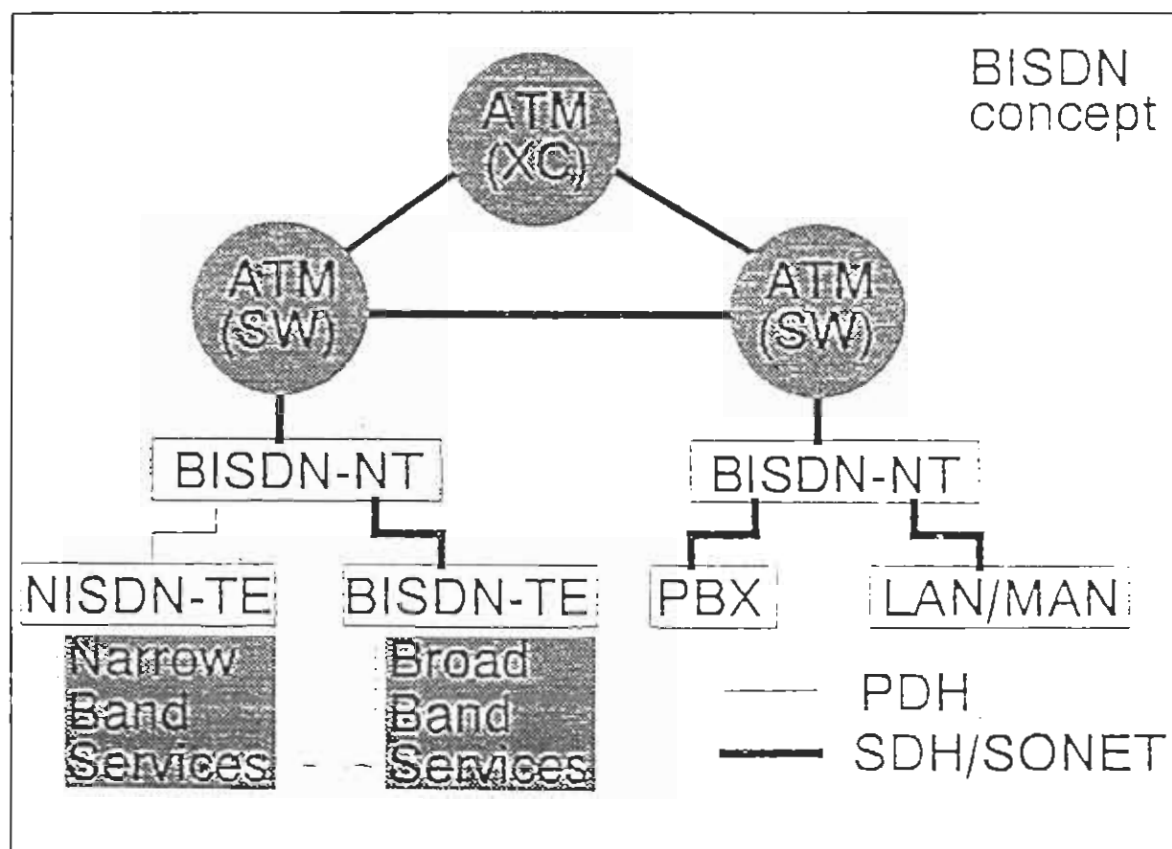 BISDN
concept
ATM
(XC)
ATM
(SW)
ATM
(SW)
BISDN-NT
BISDN-NT
NISDN-TE
BISDN-TE
PBX
LAN/MAN
Narrow
Band
Services
Broad
Band
Services
PDH
SDH/SONET